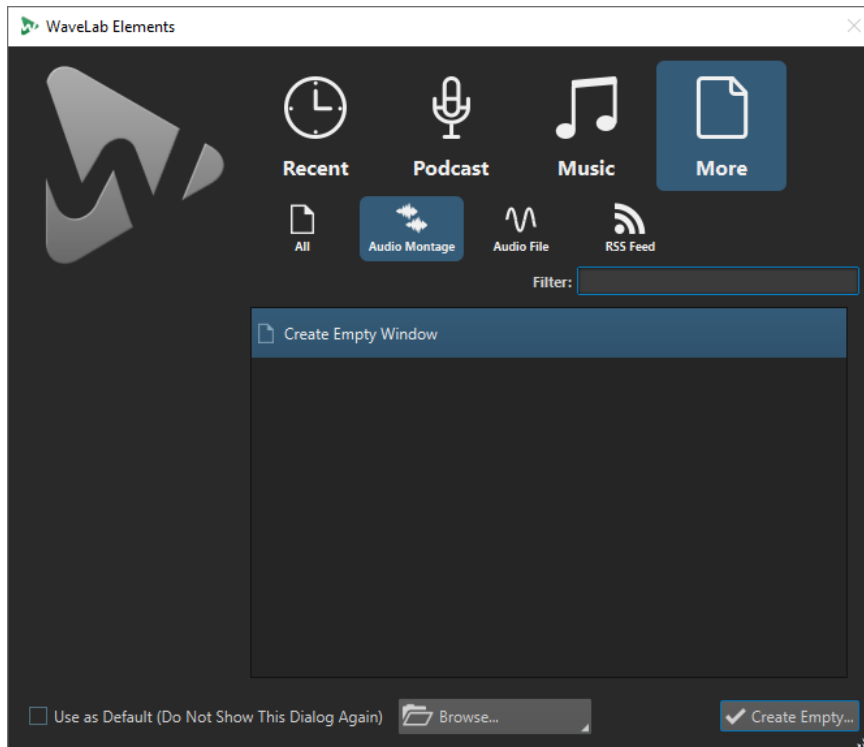 WaveLab Elements
Recent Podcast Music More
All Audio Montage Audio File RSS Feed
Filter:
Create Empty Window
Use as Default (Do Not Show This Dialog Again) Browse... Create Empty...